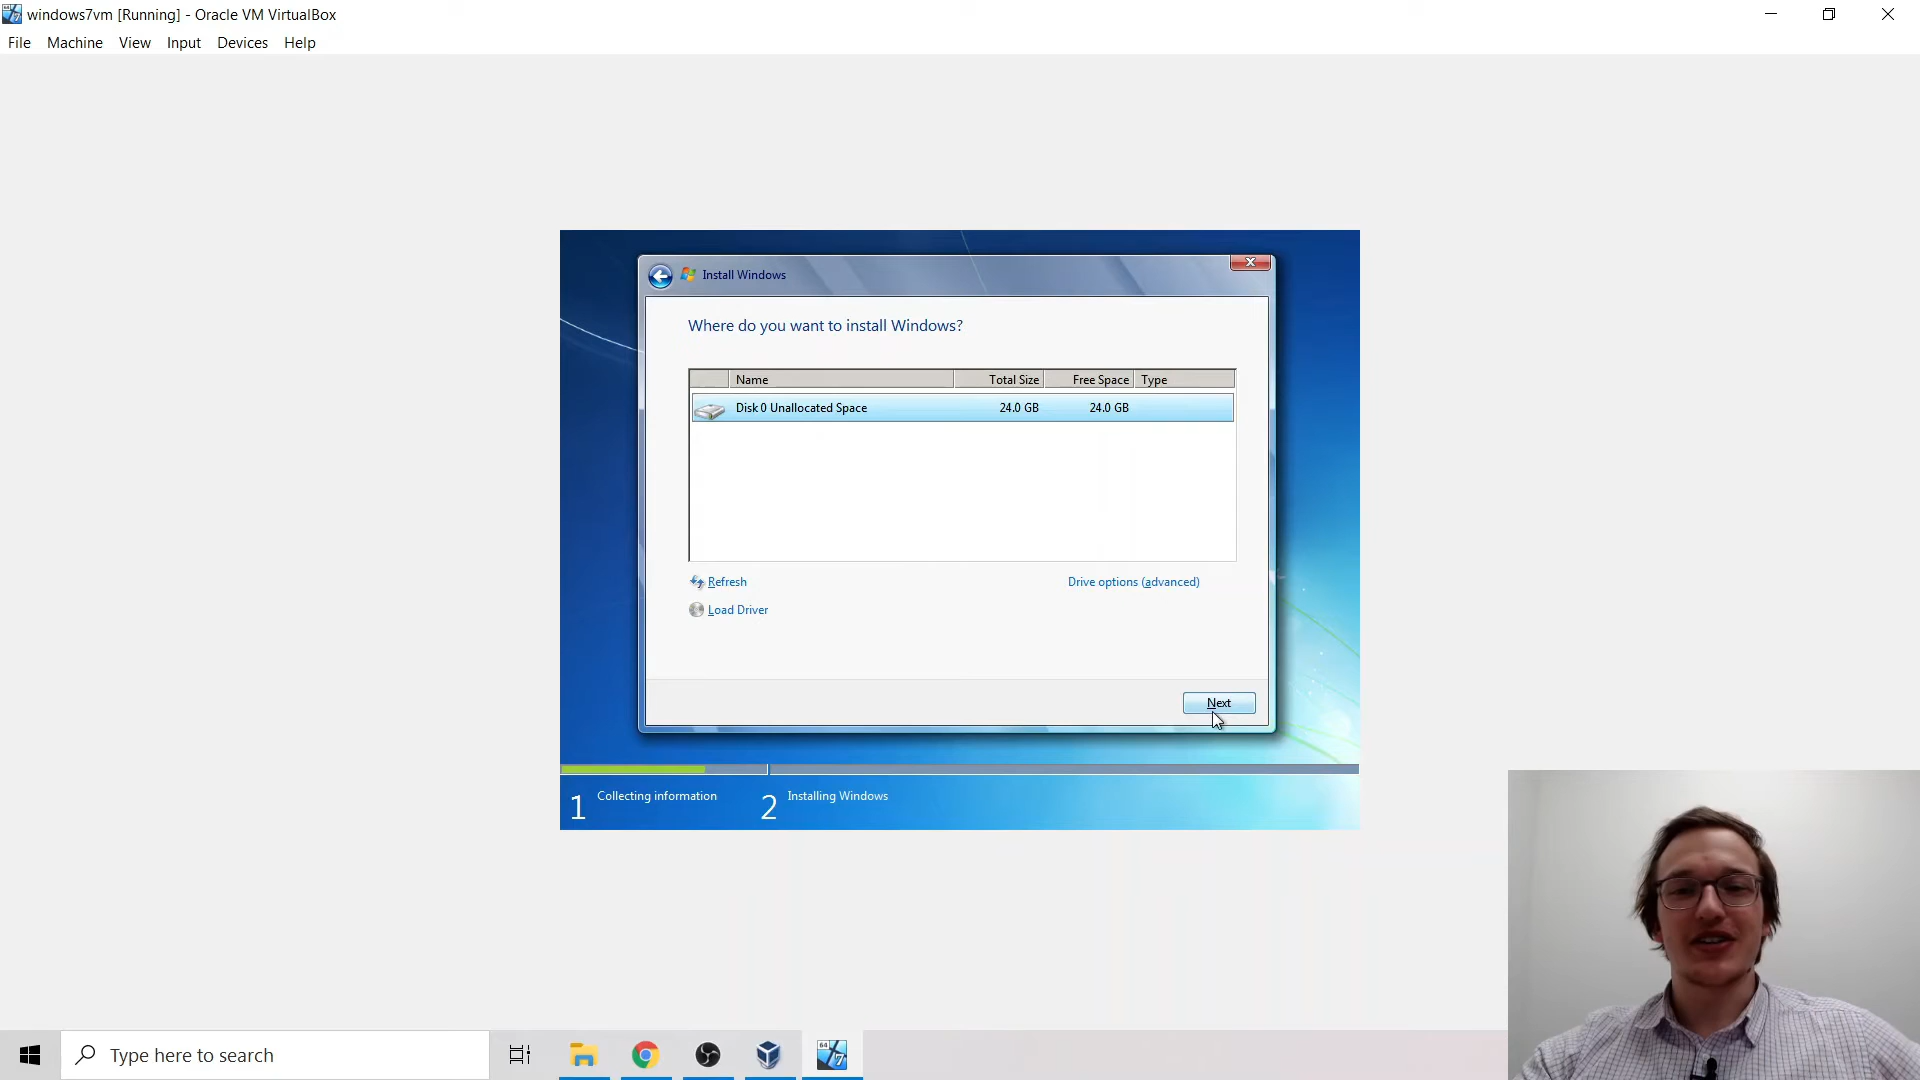 windows7vm [Running] - Oracle VM VirtualBox
File Machine View Input Devices Help
Install Windows
Where do you want to install Windows?
Name Total Size Free Space Type
Disk 0 Unallocated Space 24.0 GB 24.0 GB
Refresh Drive options (advanced)
Load Driver
Next
1 Collecting information 2 Installing Windows
Type here to search
64
7